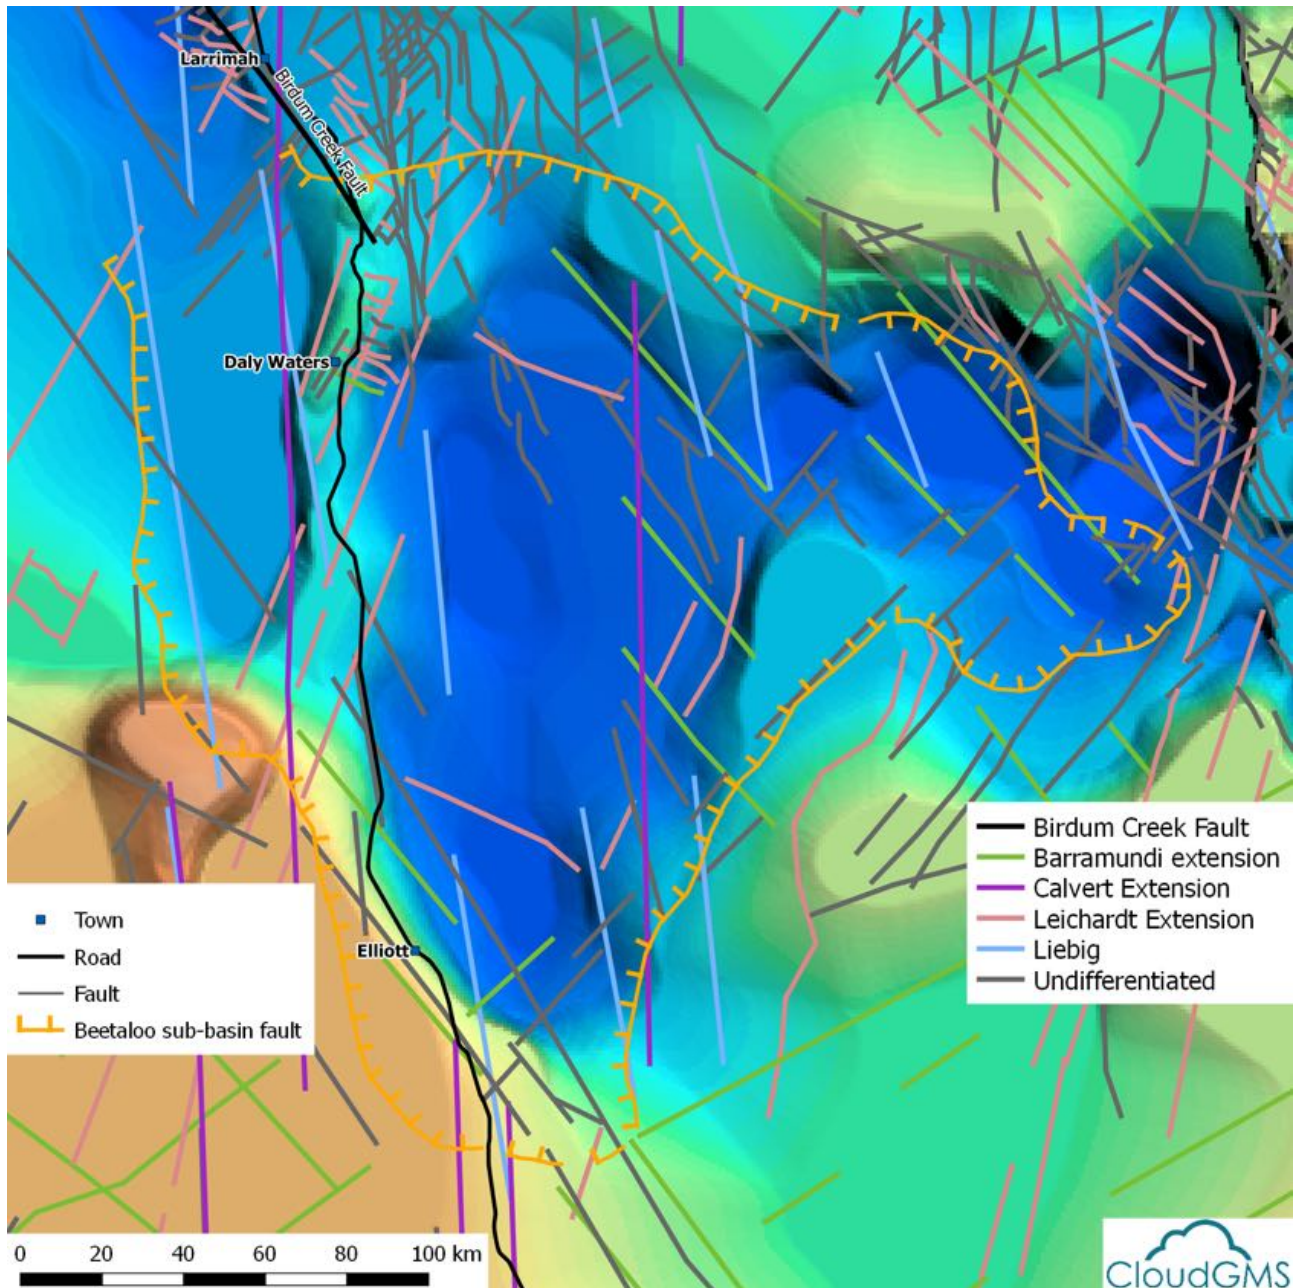 Larrimah
Birdum Creek Fault
Daly Waters
Elliott
Birdum Creek Fault
Barramundi extension
Calvert Extension
Leichardt Extension
Liebig
Undifferentiated
Town
Road
Fault
Beetaloo sub-basin fault
0 20 40 60 80 100 km
CloudGMS